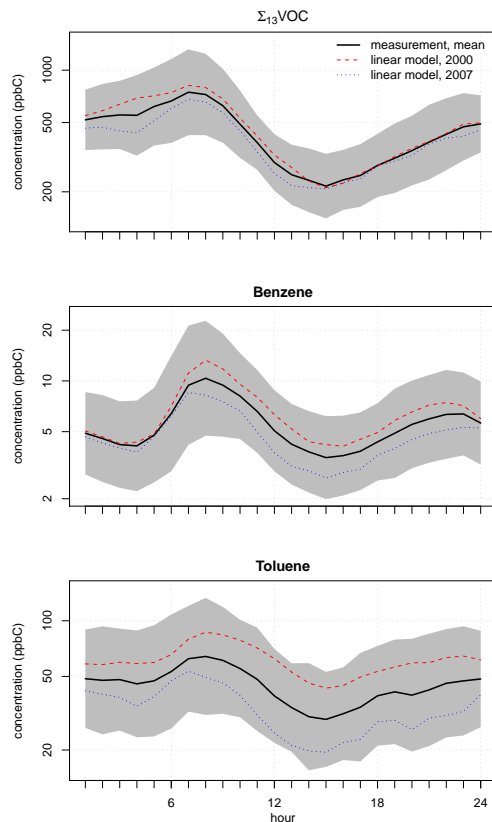 Σ₁₃VOC
concentration (ppbC)
200
500
1000
measurement, mean
linear model, 2000
linear model, 2007
Benzene
concentration (ppbC)
2
5
10
20
Toluene
concentration (ppbC)
20
50
100
6
12
18
24
hour